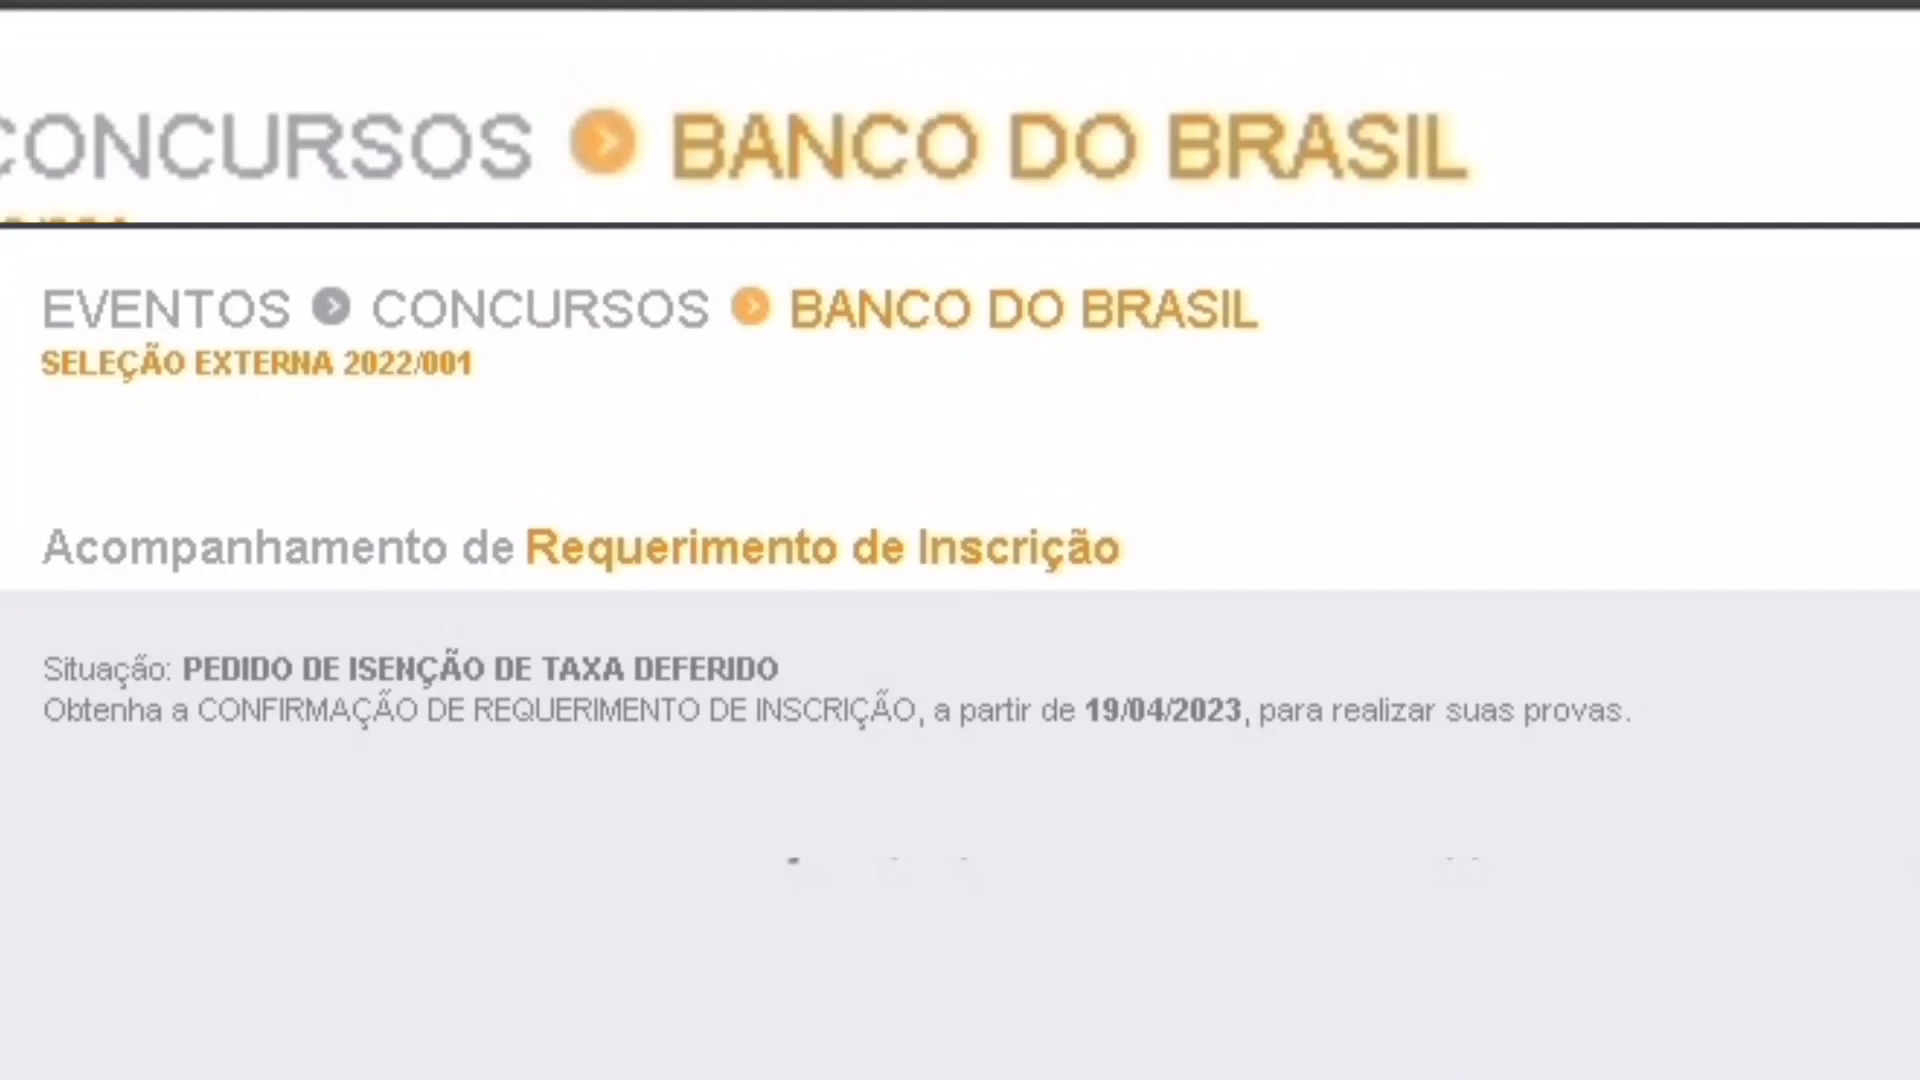 CONCURSOS BANCO DO BRASIL
EVENTOS CONCURSOS BANCO DO BRASIL
SELEÇÃO EXTERNA 2022/001
Acompanhamento de Requerimento de Inscrição
Situação: PEDIDO DE ISENÇÃO DE TAXA DEFERIDO
Obtenha a CONFIRMAÇÃO DE REQUERIMENTO DE INSCRIÇÃO, a partir de 19/04/2023, para realizar suas provas.